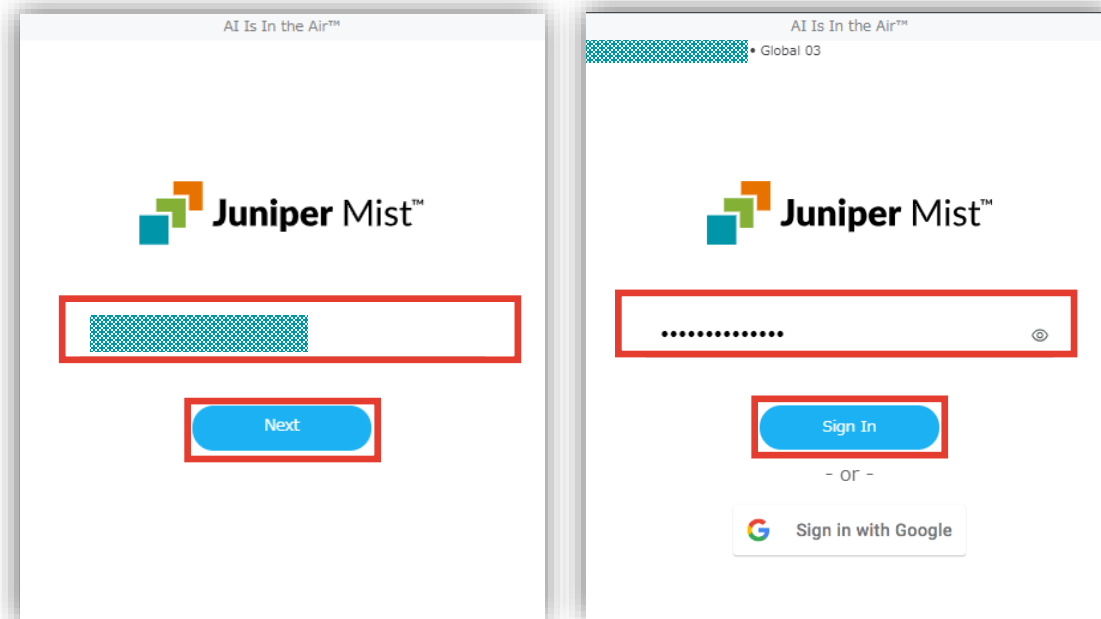 AI Is In the Air™
Juniper Mist™
Next
AI Is In the Air™
• Global 03
Juniper Mist™
••••••••••••••
Sign In
- or -
Sign in with Google